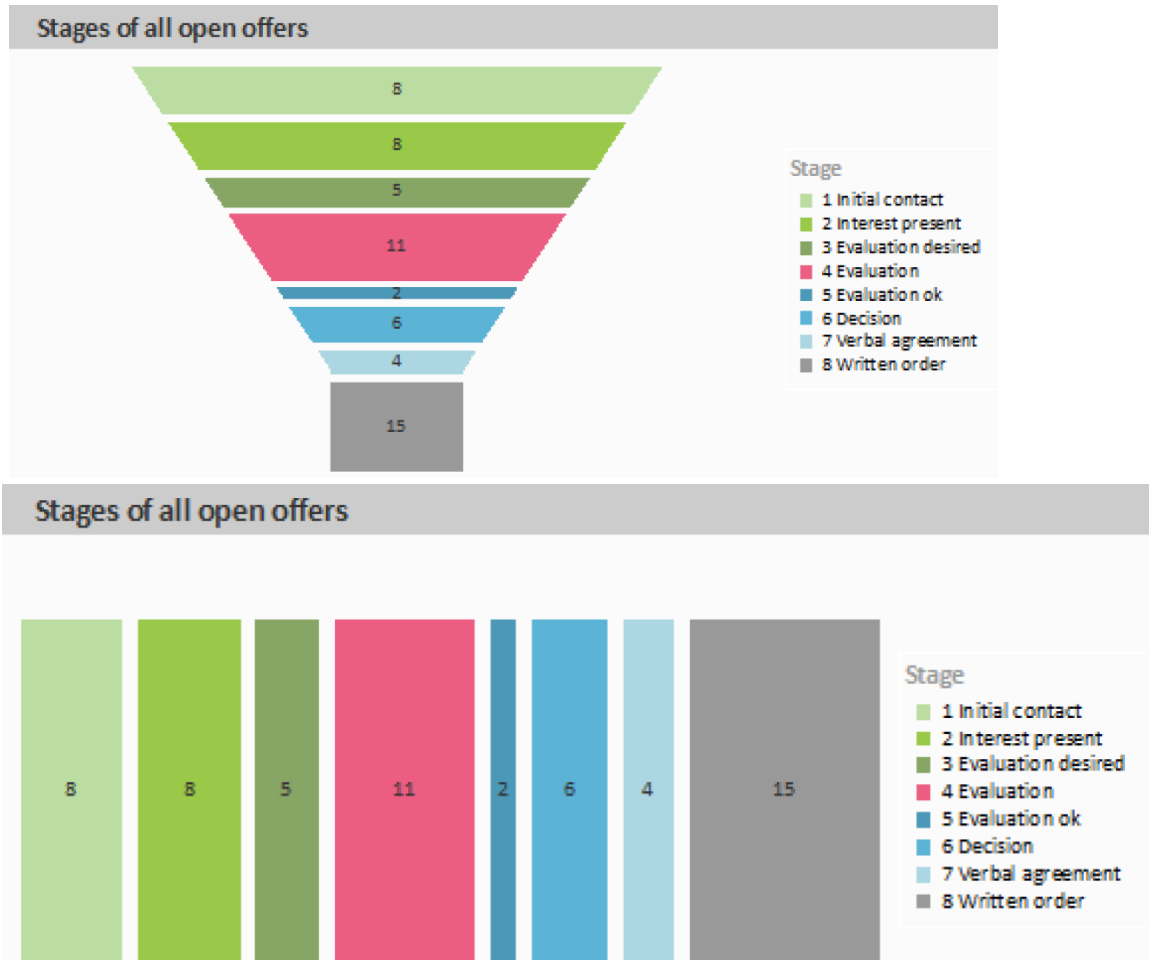 Stages of all open offers
8
8
5
11
2
6
4
15
Stage
1 Initial contact
2 Interest present
3 Evaluation desired
4 Evaluation
5 Evaluation ok
6 Decision
7 Verbal agreement
8 Written order
Stages of all open offers
8 8 5 11 2 6 4 15
Stage
1 Initial contact
2 Interest present
3 Evaluation desired
4 Evaluation
5 Evaluation ok
6 Decision
7 Verbal agreement
8 Written order